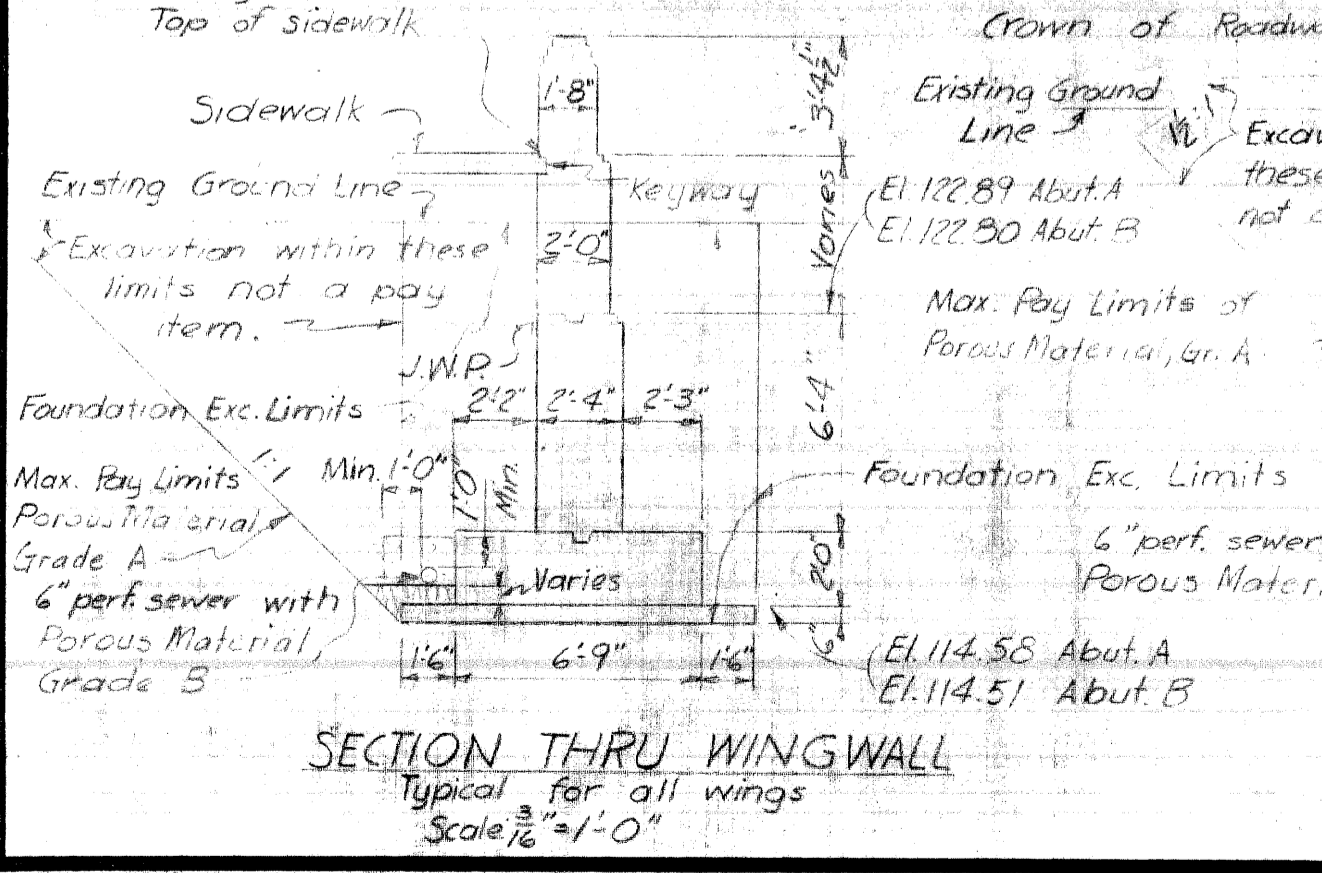 Top of sidewalk
Sidewalk
Existing Ground Line
Excavation within these
limits not a pay
item.
J.W.P.
Foundation Exc. Limits
Max. Pay Limits
Porous Material
Grade A
6" perf. sewer with
Porous Material,
Grade B
1:1
Min. 1'-0"
1'-0"
Min.
1'-8"
Keyway
2'-0"
2'-2" 2'-4" 2'-3"
Varies
1'-6" 6'-9" 1'-6"
3'-4½"
Varies
6'-4"
2'-0"
6"
Crown of
Existing Ground
Line
½:1
these
not
El. 122.89 Abut. A
El. 122.80 Abut. B
Max. Pay Limits of
Porous Material, Gr. A
Foundation Exc. Limits
6" perf. sewer
Porous
El. 114.58 Abut. A
El. 114.51 Abut. B
SECTION THRU WINGWALL
Typical for all wings
Scale: 3/16" = 1'-0"